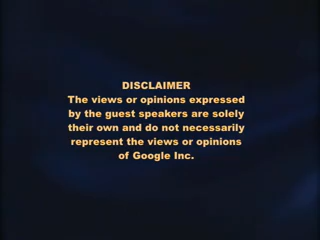 DISCLAIMER
The views or opinions expressed
by the guest speakers are solely
their own and do not necessarily
represent the views or opinions
of Google Inc.